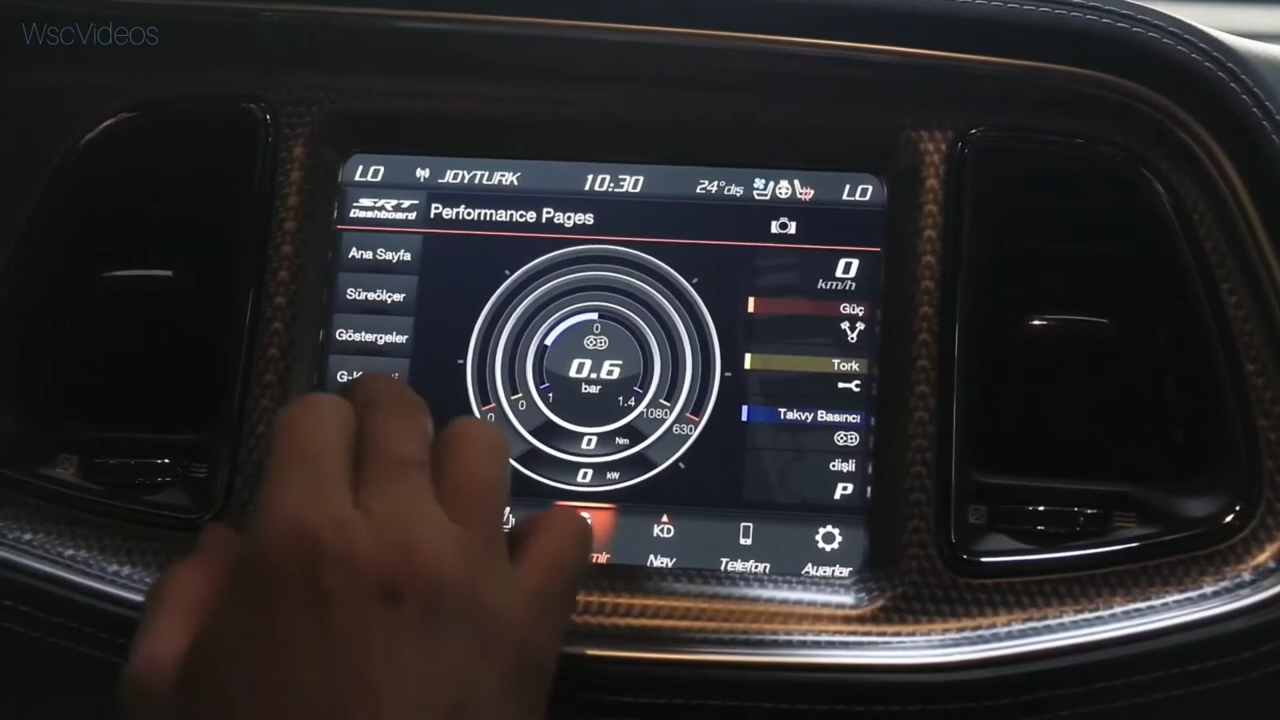 WscVideos
LO JOYTURK 10:30 24°dış LO
SRT
Dashboard
Performance Pages
Ana Sayfa
Süreölçer
Göstergeler
0
km/h
Güç
Tork
Takvy Basıncı
dişli
P
0
0.6
bar
0 0 1 1.4 1080 630
0 Nm
0 kW
KD
Nav
Telefon
Ayarlar